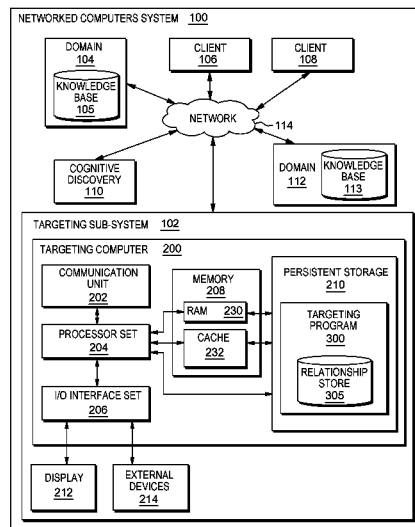 NETWORKED COMPUTERS SYSTEM 100
DOMAIN
104
KNOWLEDGE
BASE
105
CLIENT
106
CLIENT
108
NETWORK
114
COGNITIVE
DISCOVERY
110
DOMAIN
112
KNOWLEDGE
BASE
113
TARGETING SUB-SYSTEM 102
TARGETING COMPUTER 200
COMMUNICATION
UNIT
202
PROCESSOR SET
204
I/O INTERFACE SET
206
MEMORY
208
RAM 230
CACHE
232
PERSISTENT STORAGE
210
TARGETING
PROGRAM
300
RELATIONSHIP
STORE
305
DISPLAY
212
EXTERNAL
DEVICES
214